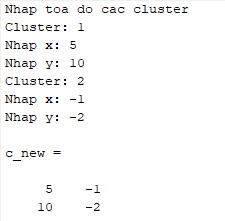 Nhap toa do cac cluster
Cluster: 1
Nhap x: 5
Nhap y: 10
Cluster: 2
Nhap x: -1
Nhap y: -2
c_new =
5 -1
10 -2